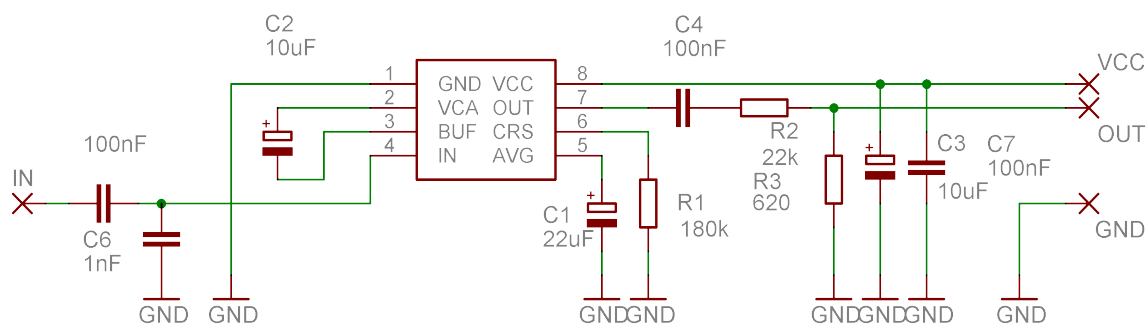 C2
10uF
C4
100nF
VCC
1
GND
VCC
8
2
VCA
OUT
7
3
BUF
CRS
6
4
IN
AVG
5
OUT
100nF
R2
22k
C3
10uF
C7
100nF
IN
R3
620
C6
1nF
C1
22uF
R1
180k
GND
GND
GND
GND
GND
GND
GND
GND
GND